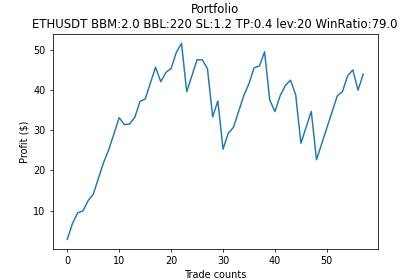 Portfolio
ETHUSDT BBM:2.0 BBL:220 SL:1.2 TP:0.4 lev:20 WinRatio:79.0
50
40
30
20
10
Profit ($)
0
10
20
30
40
50
Trade counts